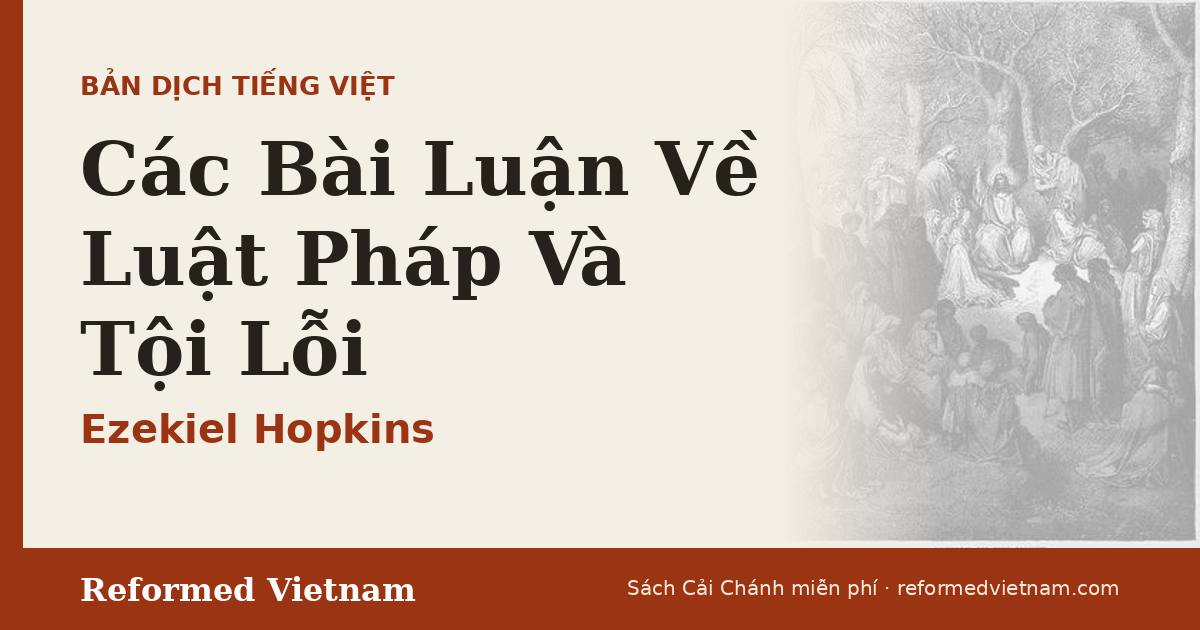 BẢN DỊCH TIẾNG VIỆT
Các Bài Luận Về
Luật Pháp Và
Tội Lỗi
Ezekiel Hopkins
Reformed Vietnam
Sách Cải Chánh miễn phí · reformedvietnam.com